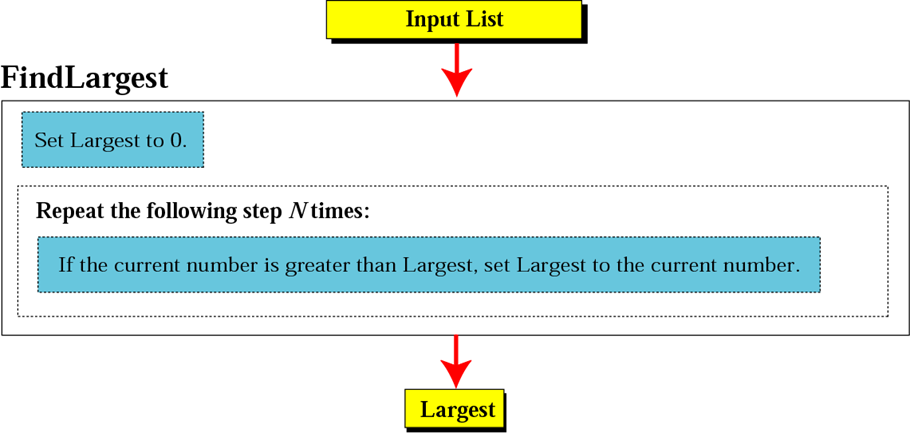 Input List
FindLargest
Set Largest to 0.
Repeat the following step N times:
If the current number is greater than Largest, set Largest to the current number.
Largest